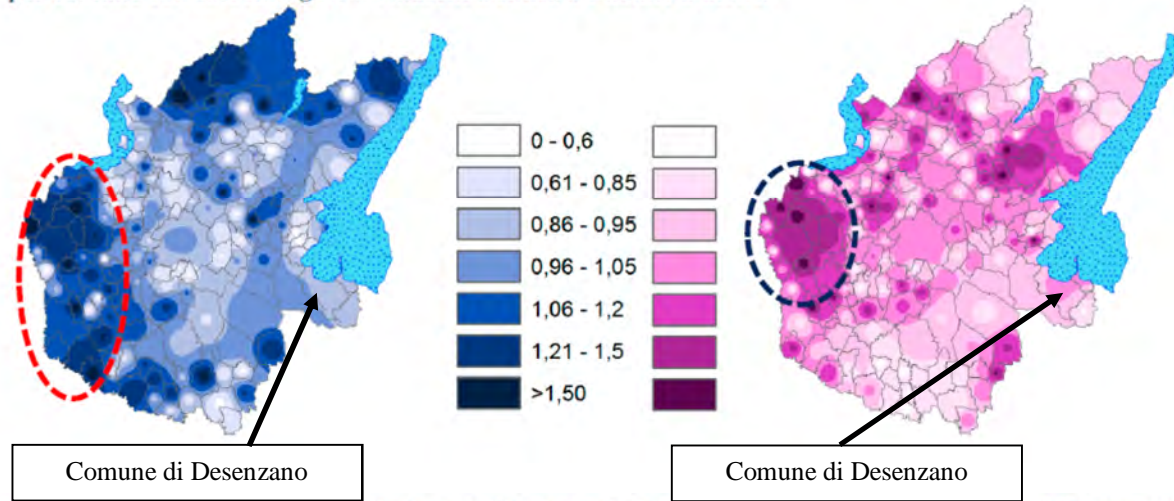 0 - 0,6
0,61 - 0,85
0,86 - 0,95
0,96 - 1,05
1,06 - 1,2
1,21 - 1,5
>1,50
Comune di Desenzano
Comune di Desenzano